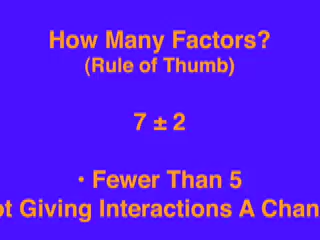 How Many Factors?
(Rule of Thumb)
7 ± 2
• Fewer Than 5
Giving Interactions A